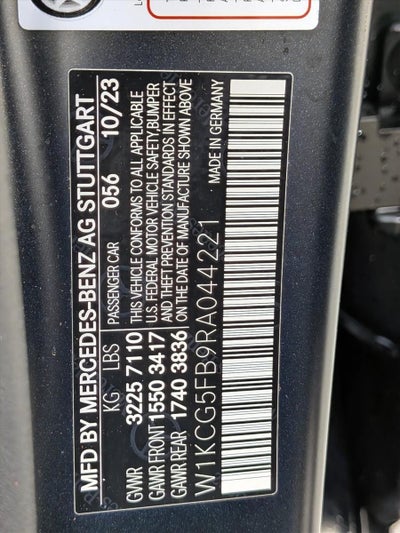 MFD BY MERCEDES-BENZ AG STUTTGART
KG LBS PASSENGER CAR 056 10/23
GVWR 3225 7110 THIS VEHICLE CONFORMS TO ALL APPLICABLE
GAWR FRONT 1550 3417 U.S. FEDERAL MOTOR VEHICLE SAFETY, BUMPER
GAWR REAR 1740 3836 AND THEFT PREVENTION STANDARDS IN EFFECT
ON THE DATE OF MANUFACTURE SHOWN ABOVE
W1KCG5FB9RA044221 MADE IN GERMANY